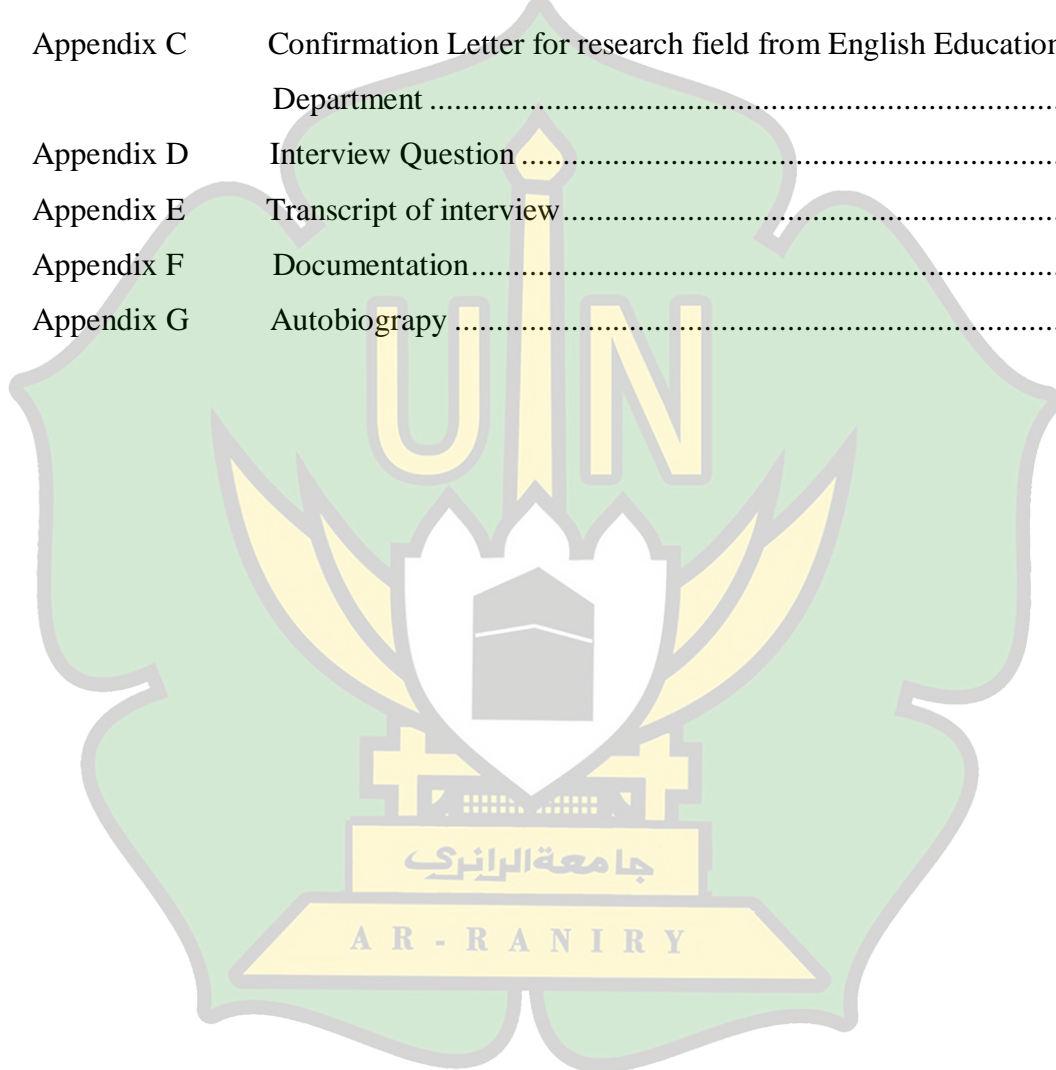 Appendix C Confirmation Letter for research field from English Education
Department ......................................................................................
Appendix D Interview Question ......................................................................................
Appendix E Transcript of interview......................................................................................
Appendix F Documentation......................................................................................
Appendix G Autobiograpy ......................................................................................
U N
جامعةالرانري
AR-RANIRY